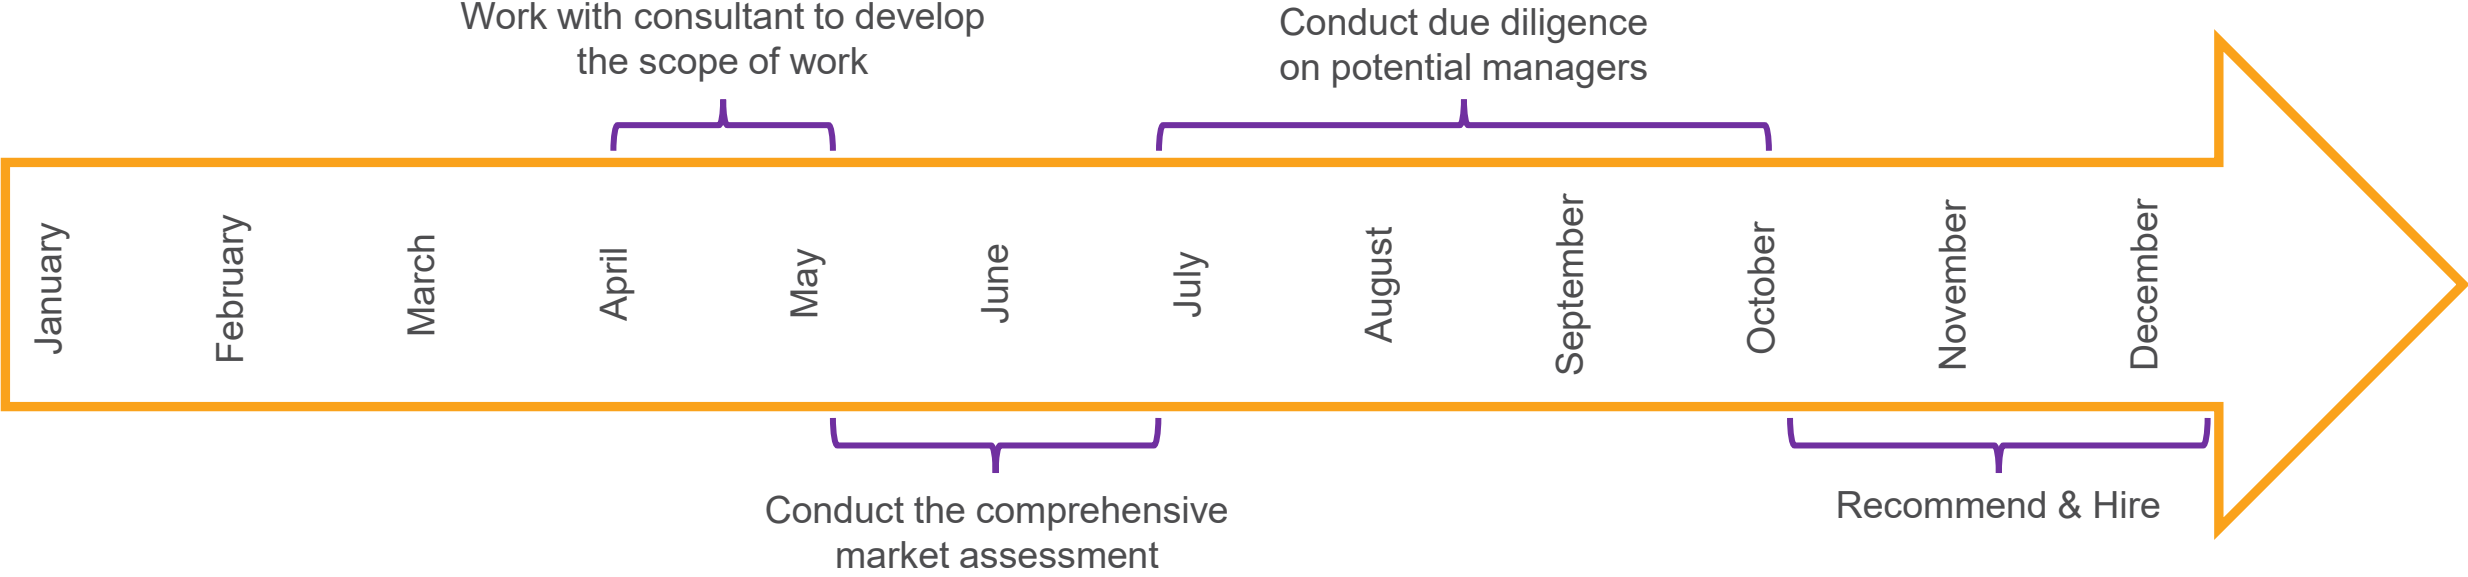 Work with consultant to develop
the scope of work
Conduct due diligence
on potential managers
January
February
March
April
May
June
July
August
September
October
November
December
Conduct the comprehensive
market assessment
Recommend & Hire